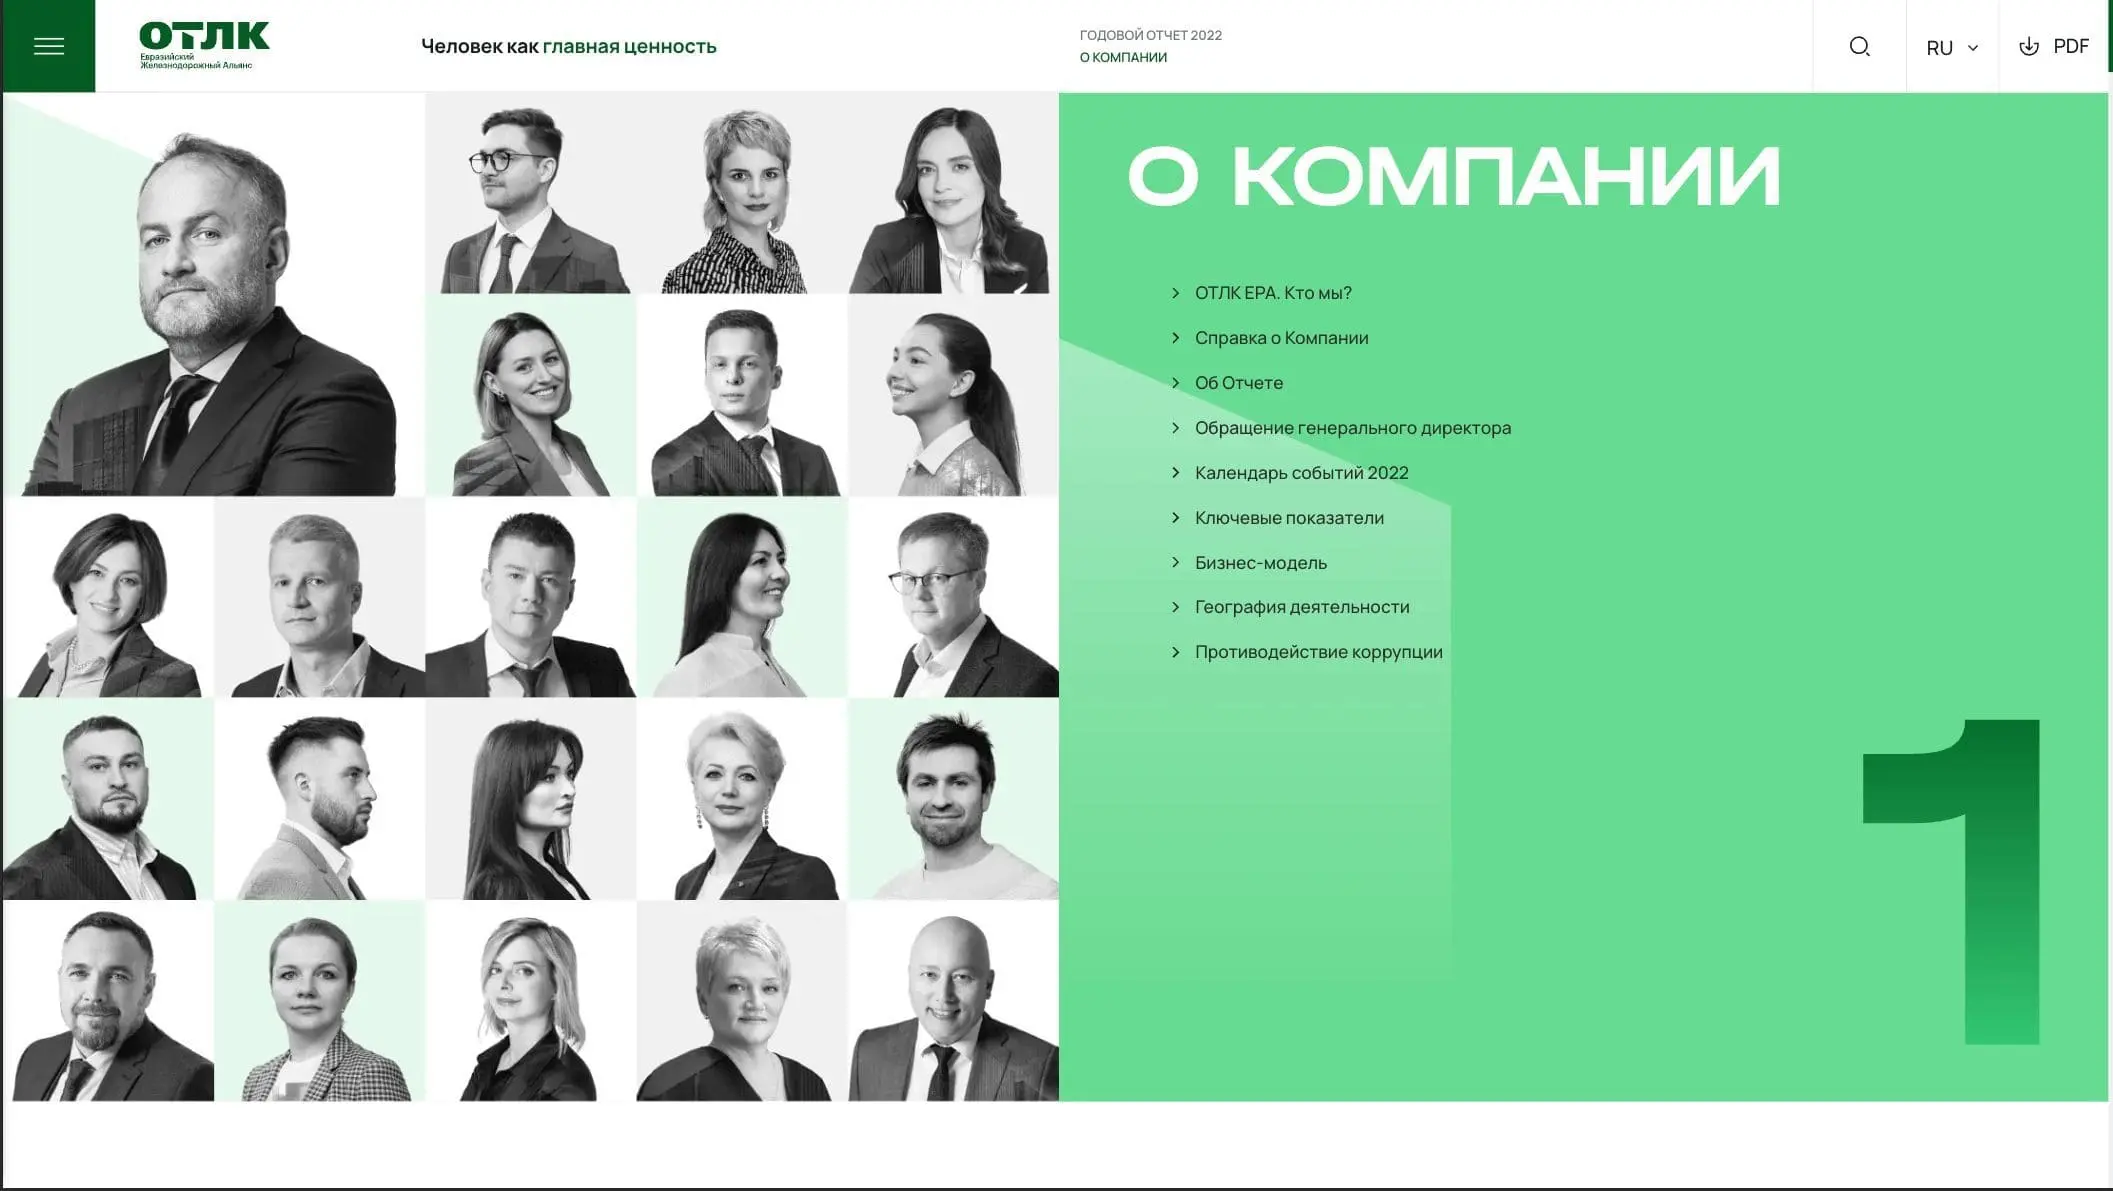 ОТЛК
Евразийский
Железнодорожный Альянс
Человек как главная ценность
ГОДОВОЙ ОТЧЕТ 2022
О КОМПАНИИ
RU
PDF
О КОМПАНИИ
ОТЛК ЕРА. Кто мы?
Справка о Компании
Об Отчете
Обращение генерального директора
Календарь событий 2022
Ключевые показатели
Бизнес-модель
География деятельности
Противодействие коррупции
1